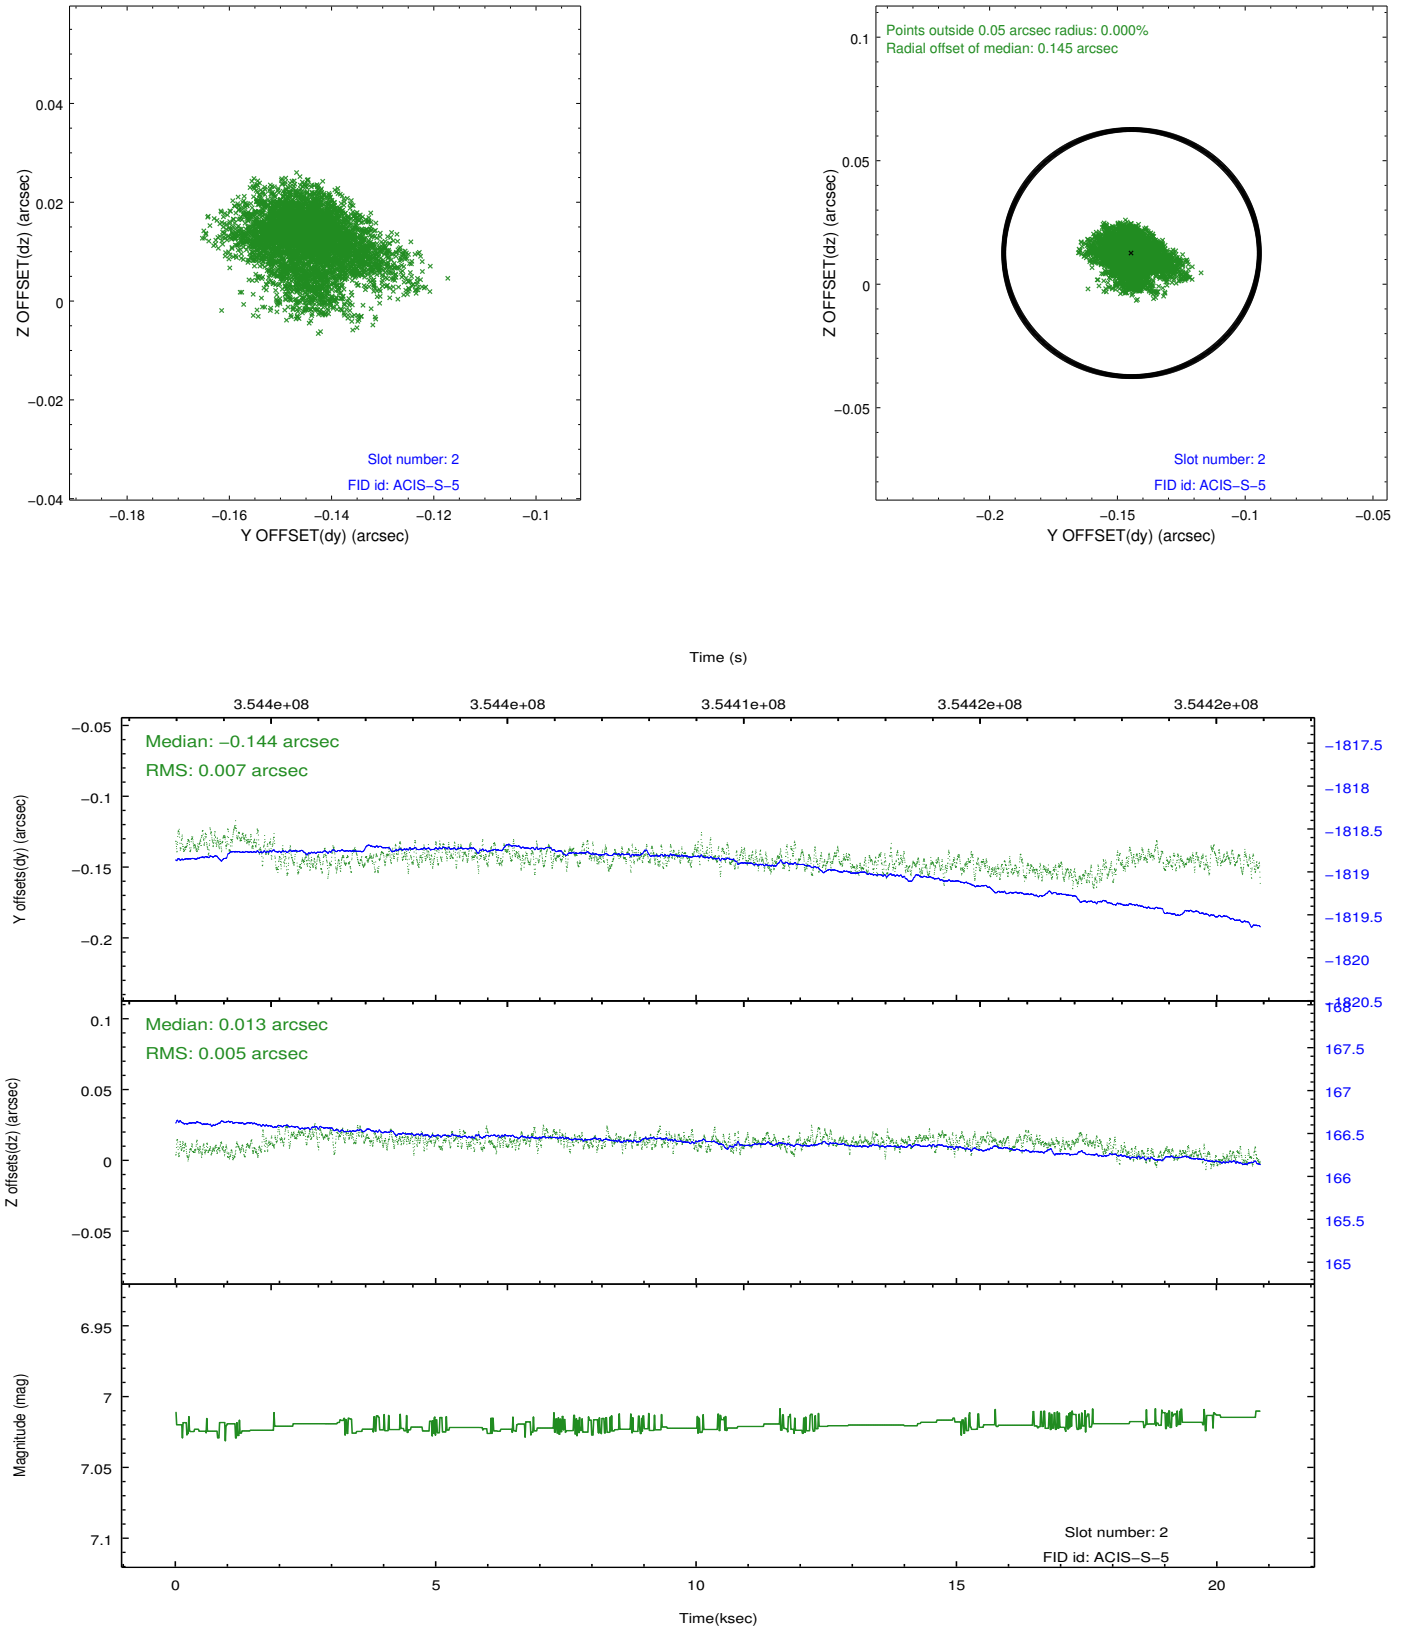 0.04
0.02
0
−0.02
−0.04
Z OFFSET(dz) (arcsec)
Slot number: 2
FID id: ACIS−S−5
−0.18
−0.16
−0.14
−0.12
−0.1
Y OFFSET(dy) (arcsec)
Points outside 0.05 arcsec radius: 0.000%
Radial offset of median: 0.145 arcsec
0.1
0.05
0
−0.05
Z OFFSET(dz) (arcsec)
Slot number: 2
FID id: ACIS−S−5
−0.2
−0.15
−0.1
−0.05
Y OFFSET(dy) (arcsec)
Time (s)
3.544e+08
3.544e+08
3.5441e+08
3.5442e+08
3.5442e+08
Median: −0.144 arcsec
RMS: 0.007 arcsec
−0.05
−0.1
−0.15
−0.2
Y offsets(dy) (arcsec)
−1817.5
−1818
−1818.5
−1819
−1819.5
−1820
−1820.5
Median: 0.013 arcsec
RMS: 0.005 arcsec
0.1
0.05
0
−0.05
Z offsets(dz) (arcsec)
168
167.5
167
166.5
166
165.5
165
6.95
7
7.05
7.1
Magnitude (mag)
Slot number: 2
FID id: ACIS−S−5
0
5
10
15
20
Time(ksec)